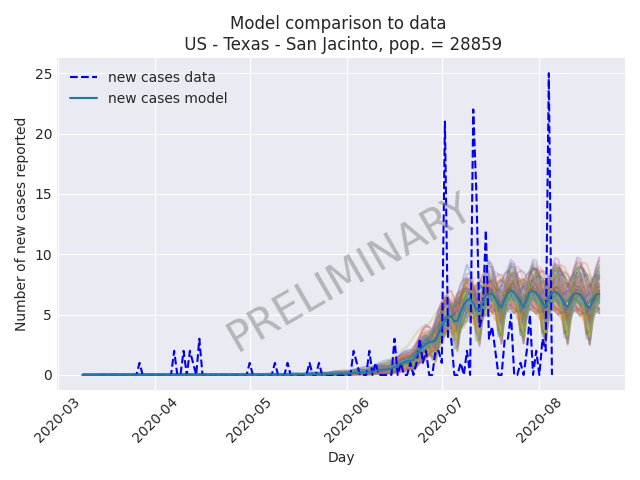 Model comparison to data
US - Texas - San Jacinto, pop. = 28859
new cases data
new cases model
PRELIMINARY
Number of new cases reported
25
20
15
10
5
0
2020-03
2020-04
2020-05
2020-06
2020-07
2020-08
Day